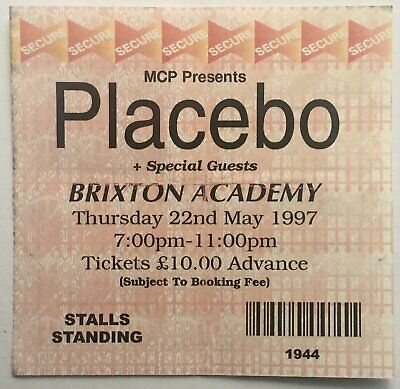 SECURE SECURE SECURE SECURE SECURE SECURE SECURE SECURE
MCP Presents
Placebo
+ Special Guests
BRIXTON ACADEMY
Thursday 22nd May 1997
7:00pm-11:00pm
Tickets £10.00 Advance
(Subject To Booking Fee)
STALLS
STANDING
1944